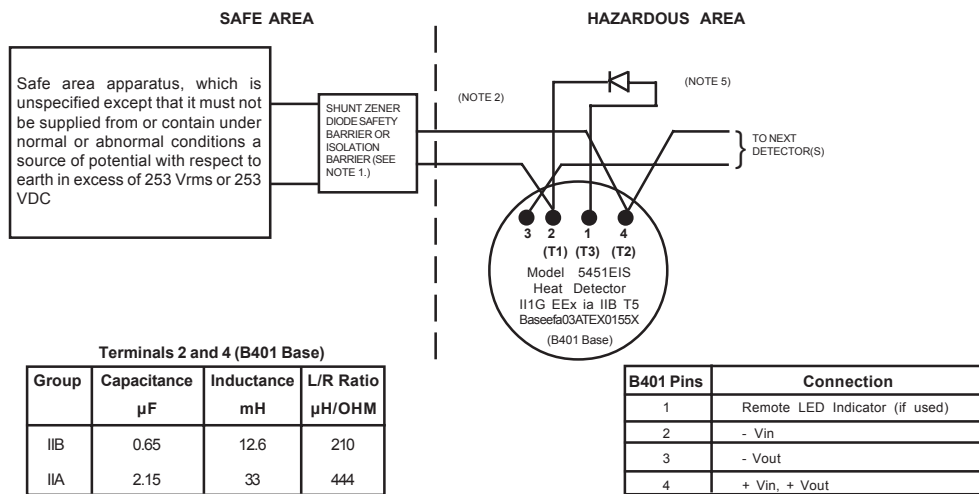 SAFE AREA
HAZARDOUS AREA
Safe area apparatus, which is
unspecified except that it must not
be supplied from or contain under
normal or abnormal conditions a
source of potential with respect to
earth in excess of 253 Vrms or 253
VDC
SHUNT ZENER
DIODE SAFETY
BARRIER OR
ISOLATION
BARRIER (SEE
NOTE 1.)
(NOTE 2)
(NOTE 5)
TO NEXT
DETECTOR(S)
3 2 1 4
(T1) (T3) (T2)
Model 5451EIS
Heat Detector
II1G EEx ia IIB T5
Baseefa03ATEX0155X
(B401 Base)
Terminals 2 and 4 (B401 Base)
Group Capacitance Inductance L/R Ratio
µF mH µH/OHM
IIB 0.65 12.6 210
IIA 2.15 33 444
B401 Pins Connection
1 Remote LED Indicator (if used)
2 - Vin
3 - Vout
4 + Vin, + Vout